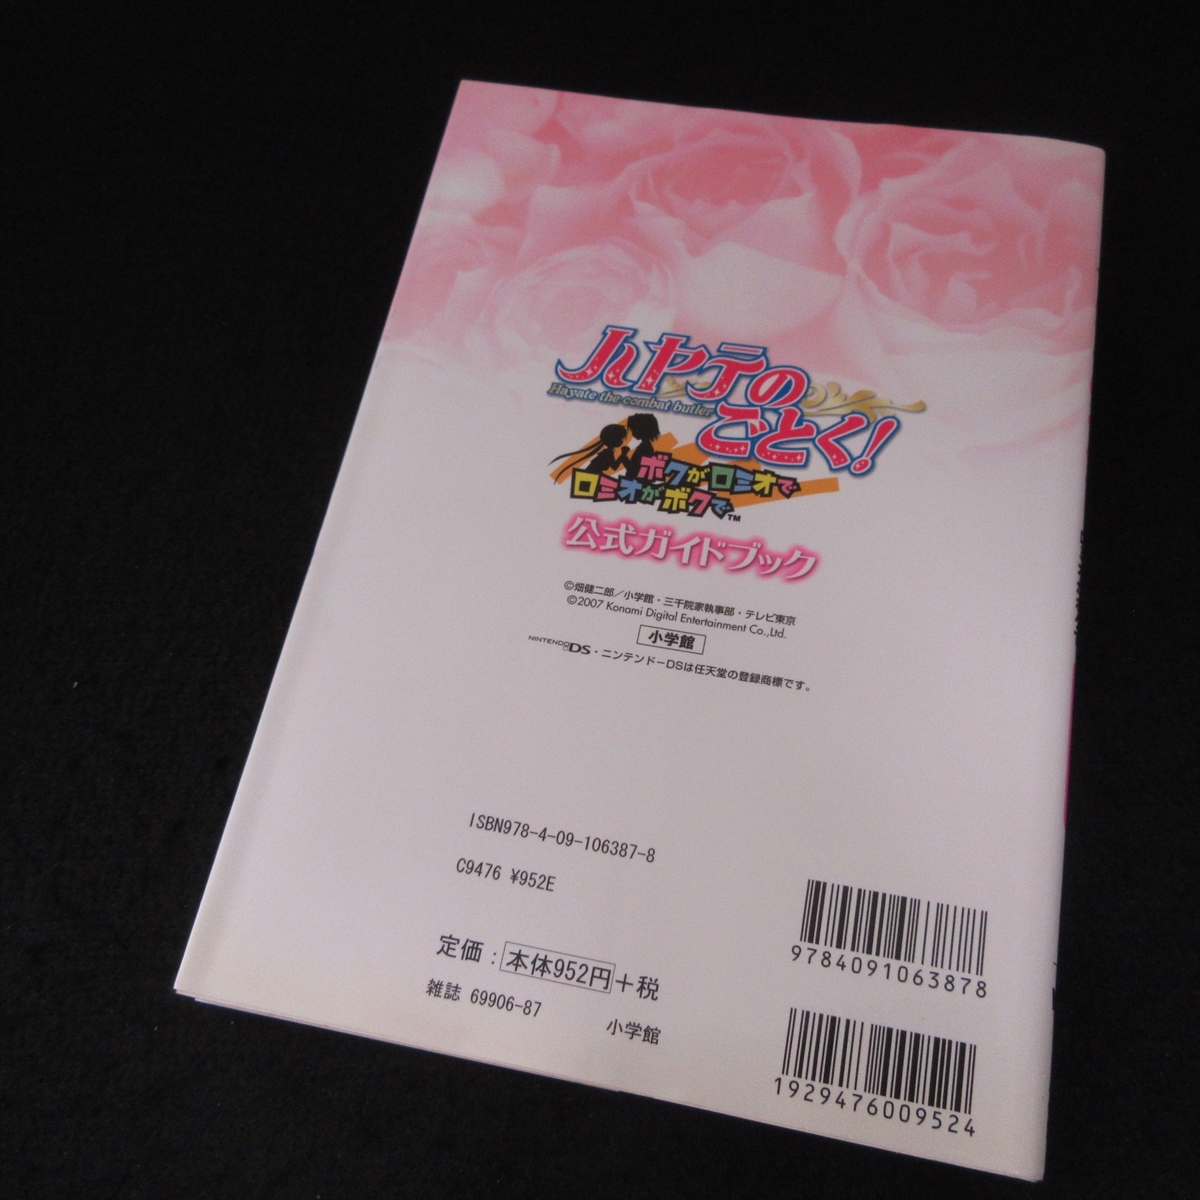 ハヤテの
Hayate the combat butler
ごとく!
ボクがロミオで
ロミオがボクで™
公式ガイドブック
©畑健二郎/小学館・三千院家執事部・テレビ東京
©2007 Konami Digital Entertainment Co.,Ltd.
小学館
NINTENDO DS・ニンテンドーDSは任天堂の登録商標です。
ISBN978-4-09-106387-8
C9476 ¥952E
定価:本体952円+税
雑誌 69906-87
小学館
9784091063878
1929476009524